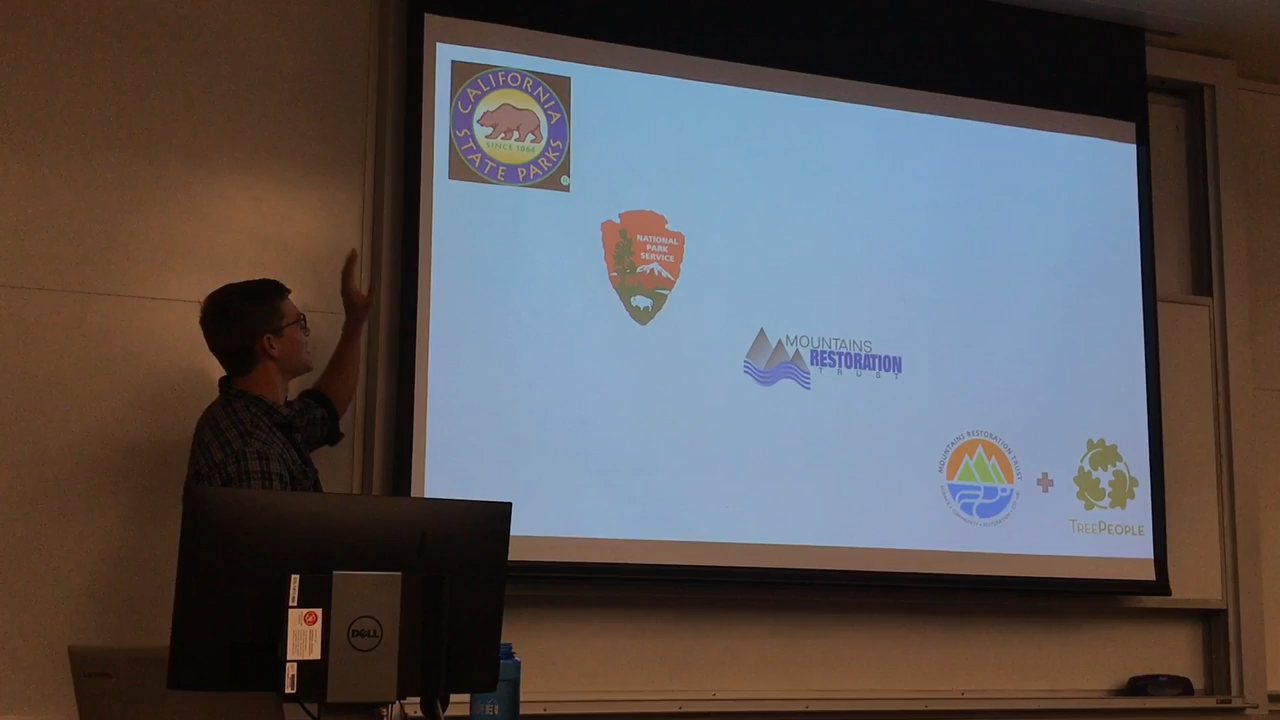 CALIFORNIA
SINCE 1864
STATE PARKS
NATIONAL
PARK
SERVICE
MOUNTAINS
RESTORATION
TRUST
MOUNTAINS RESTORATION TRUST
+
TREEPEOPLE
DELL